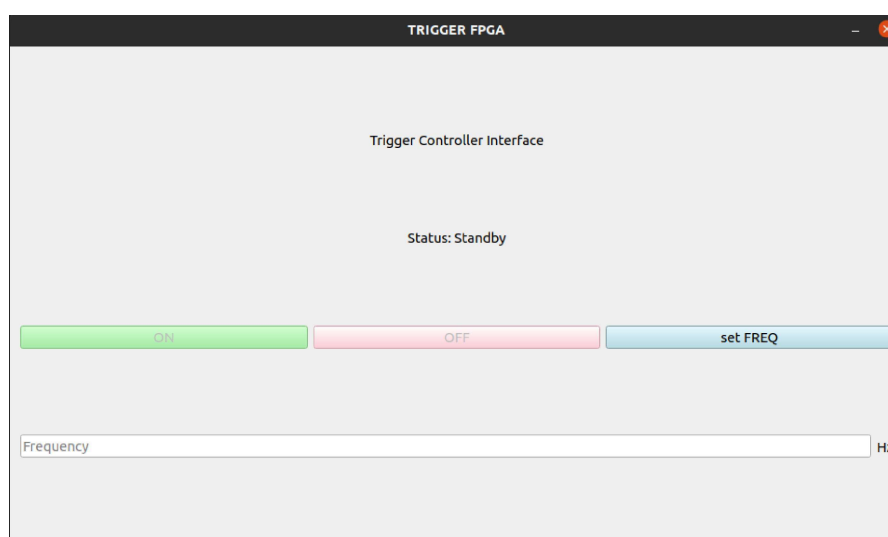 TRIGGER FPGA
Trigger Controller Interface
Status: Standby
ON OFF set FREQ
Frequency